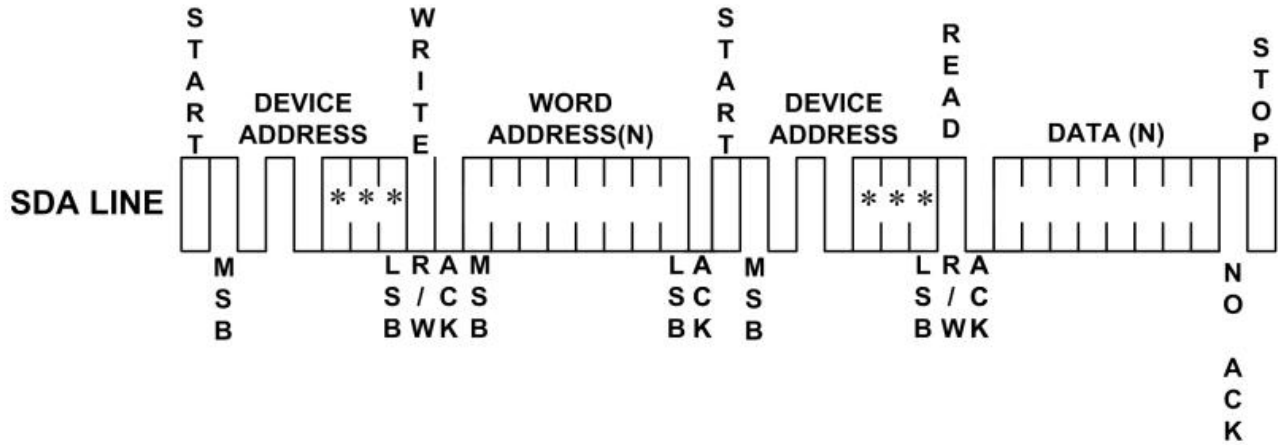 START
WRITE
START
READ
STOP
DEVICE
ADDRESS
WORD
ADDRESS(N)
DEVICE
ADDRESS
DATA (N)
SDA LINE
* * *
* * *
MSB
LSB
R/W
ACK
MSB
LSB
ACK
MSB
LSB
R/W
ACK
NO ACK